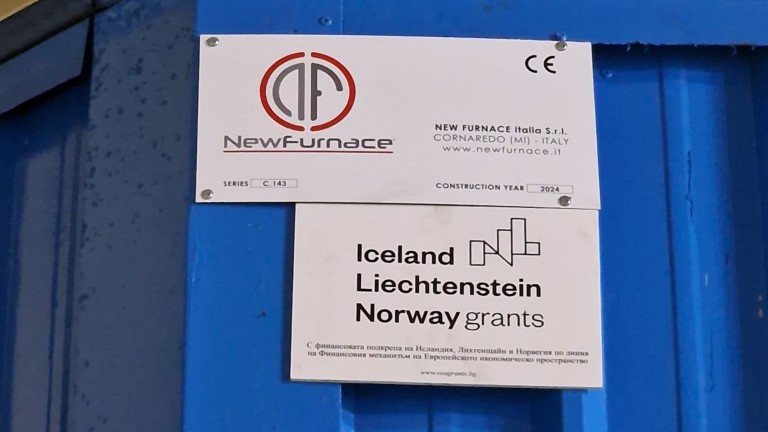 CE
NF
NewFurnace
NEW FURNACE Italia S.r.l.
CORNAREDO (MI) - ITALY
www.newfurnace.it
SERIES C.143
CONSTRUCTION YEAR 2024
Iceland
Liechtenstein
Norway grants
С финансовата подкрепа на Исландия, Лихтенщайн и Норвегия по линия
на Финансовия механизъм на Европейското икономическо пространство
www.eeagrants.bg